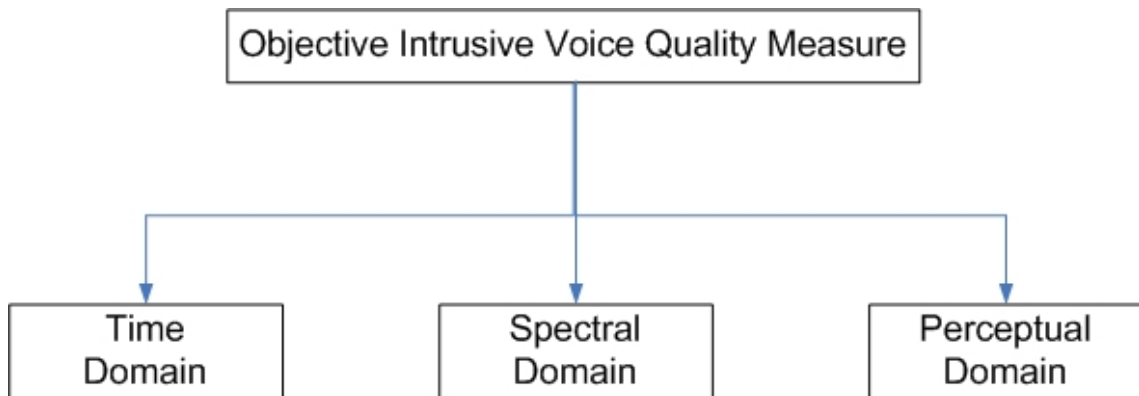 Objective Intrusive Voice Quality Measure
Time
Domain
Spectral
Domain
Perceptual
Domain